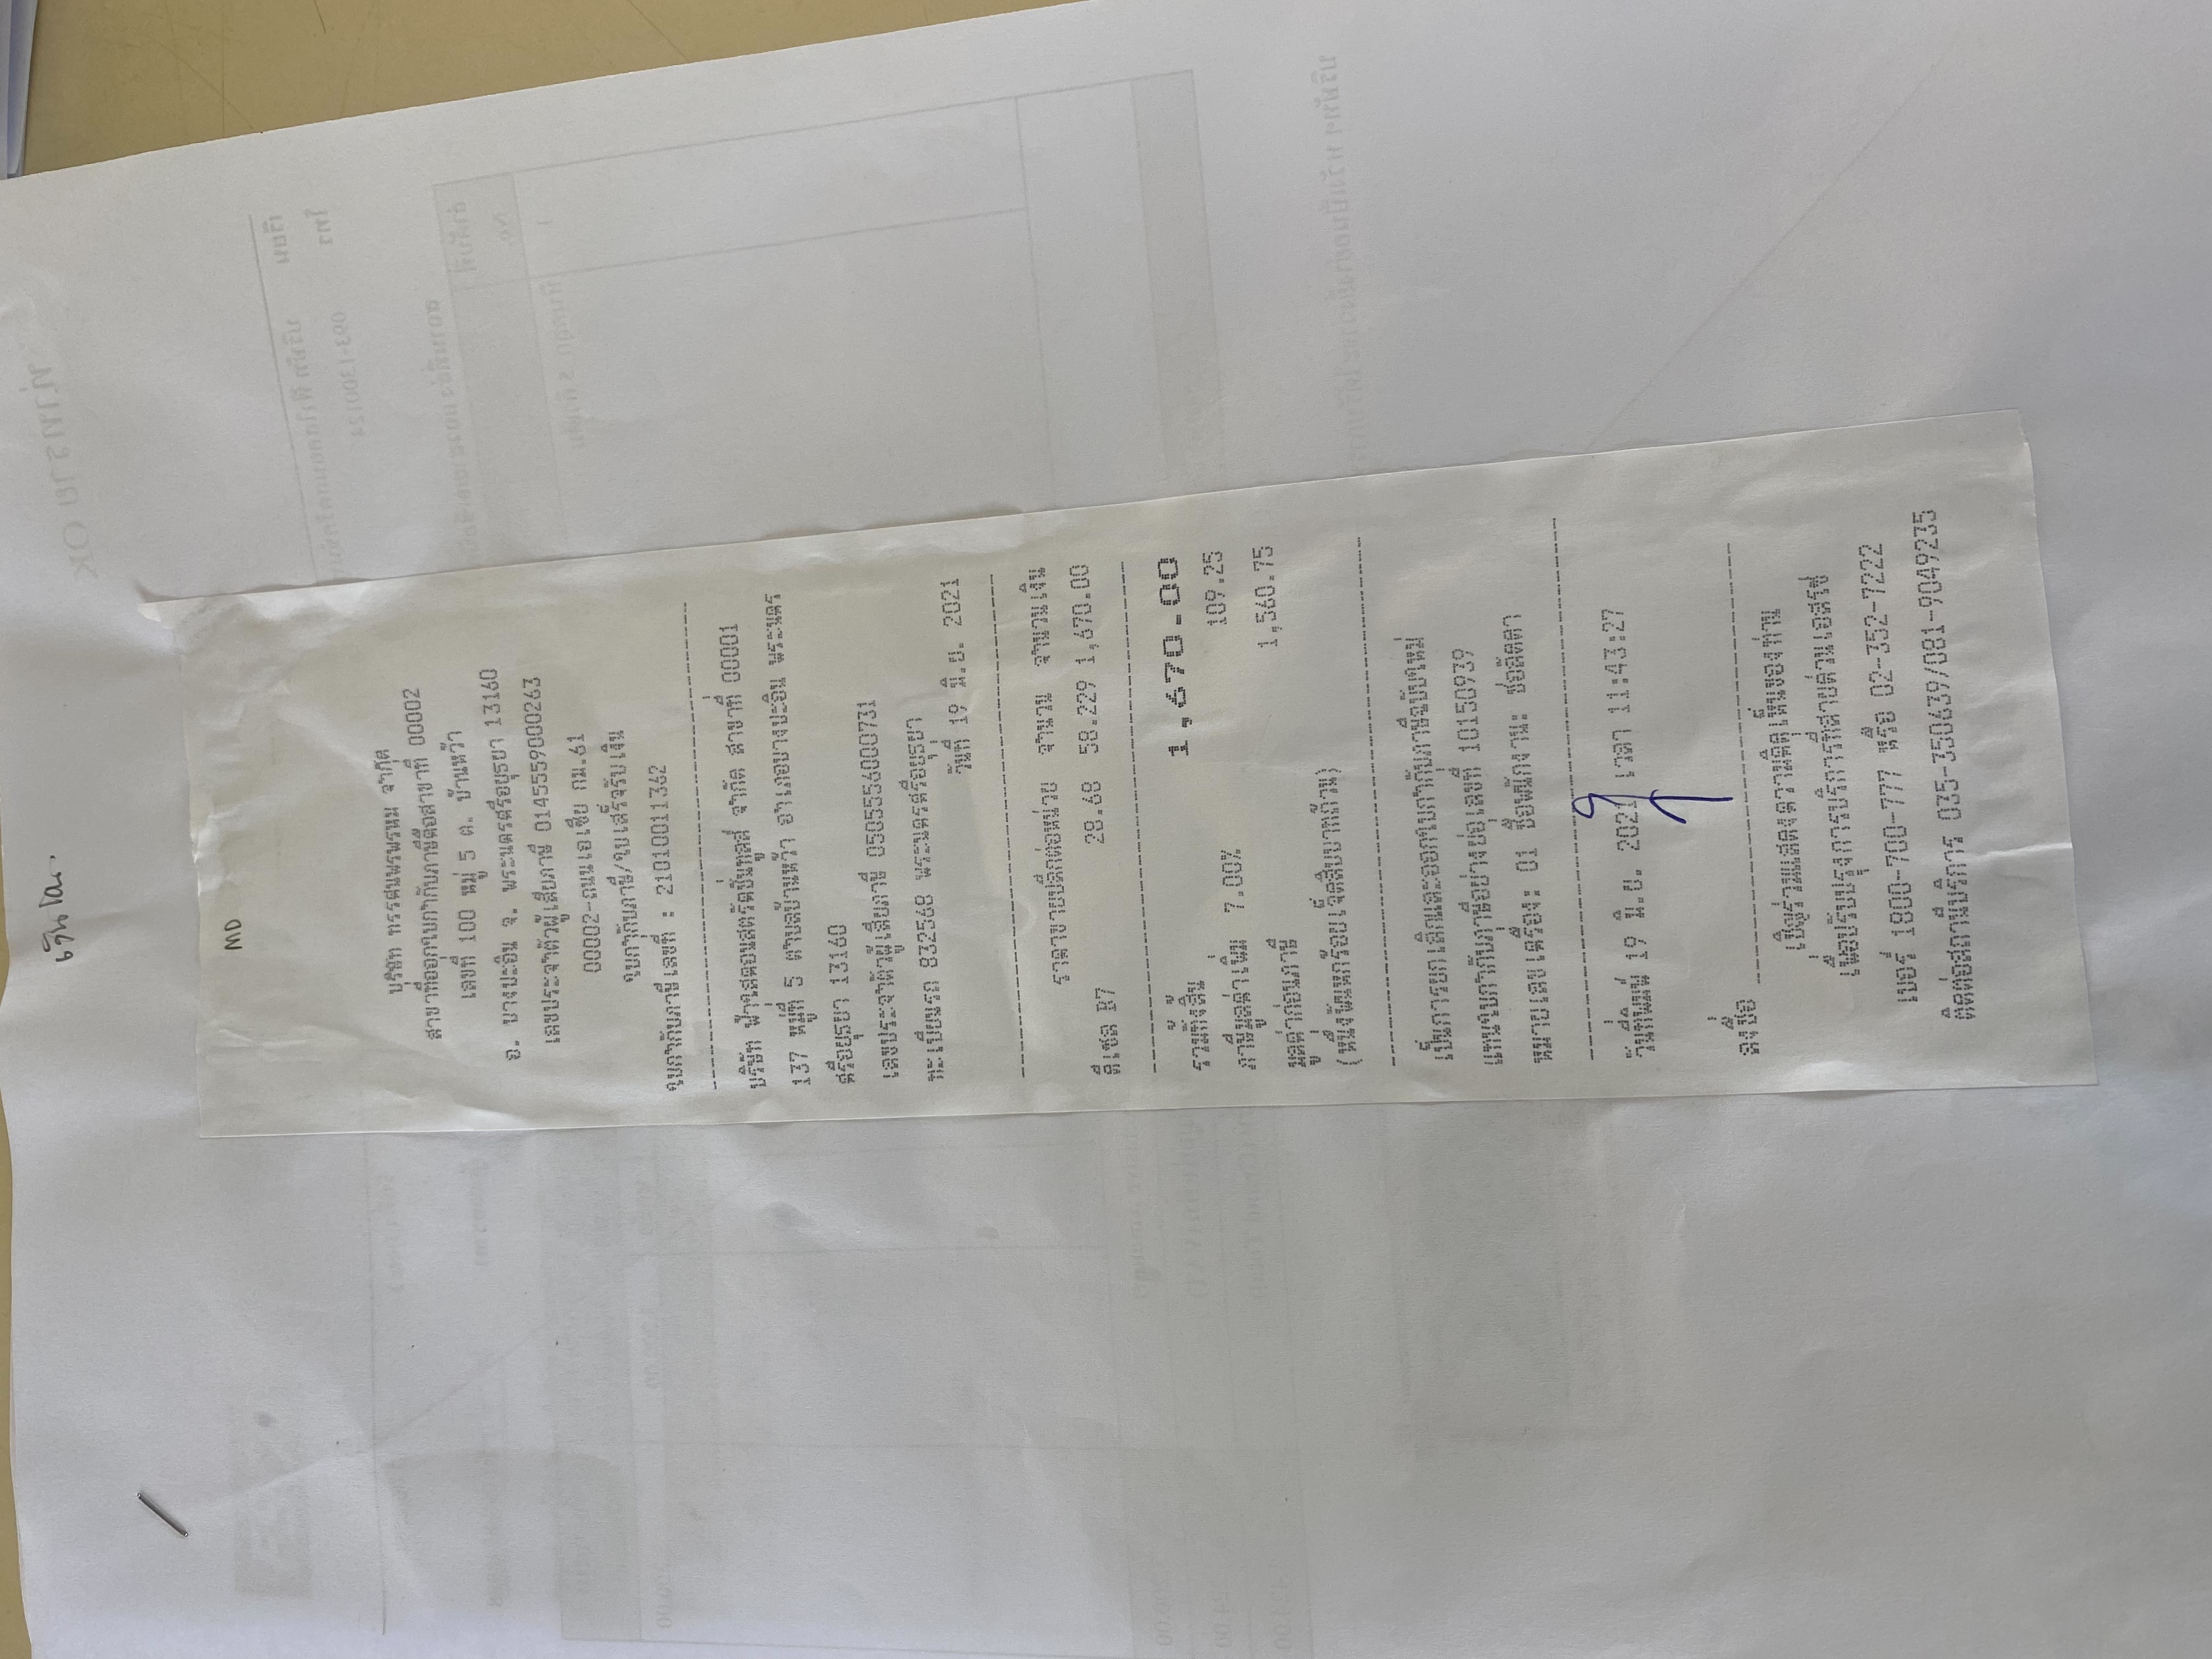 MD
บริษัท ทรรศนพรพรหม จำกัด
สาขาที่ออกใบกำกับภาษีคือสาขาที่ 00002
เลขที่ 100 หมู่ 5 ต. บ้านหว้า
อ. บางปะอิน จ. พระนครศรีอยุธยา 13160
เลขประจำตัวผู้เสียภาษี 0145559000263
00002-ถนนเอเซีย กม.61
ใบกำกับภาษี/ใบเสร็จรับเงิน
ใบกำกับภาษีเลขที่ : 21010011362
บริษัท ฟ้าใสคอนสตรัคชั่นทูลส์ จำกัด สาขาที่ 00001
137 หมู่ที่ 5 ตำบลบ้านหว้า อำเภอบางปะอิน พระนคร
ศรีอยุธยา 13160
เลขประจำตัวผู้เสียภาษี 0505556000731
ทะเบียนรถ 832568 พระนครศรีอยุธยา
วันที่ 19 มิ.ย. 2021
ราคาขายปลีกต่อหน่วย จำนวน จำนวนเงิน
ดีเซล B7 28.68 58.229 1,670.00
รวมทั้งสิ้น 1,670.00
ภาษีมูลค่าเพิ่ม 7.00% 109.25
มูลค่าก่อนภาษี 1,560.75
(หนึ่งพันหกร้อยเจ็ดสิบบาทถ้วน)
เป็นการยกเลิกและออกใบกำกับภาษีฉบับใหม่
แทนใบกำกับภาษีอย่างย่อเลขที่ 10150939
หมายเลขเครื่อง: 01 ชื่อพนักงาน: ช่อลัดดา
วันที่พิมพ์ 19 มิ.ย. 2021 เวลา 11:43:27
ลงชื่อ
เชิญร่วมแสดงความคิดเห็นของท่าน
เพื่อปรับปรุงการบริการที่สายด่วนเอสโซ่
เบอร์ 1800-700-777 หรือ 02-352-7222
ติดต่อสถานีบริการ 035-350639/081-9049235